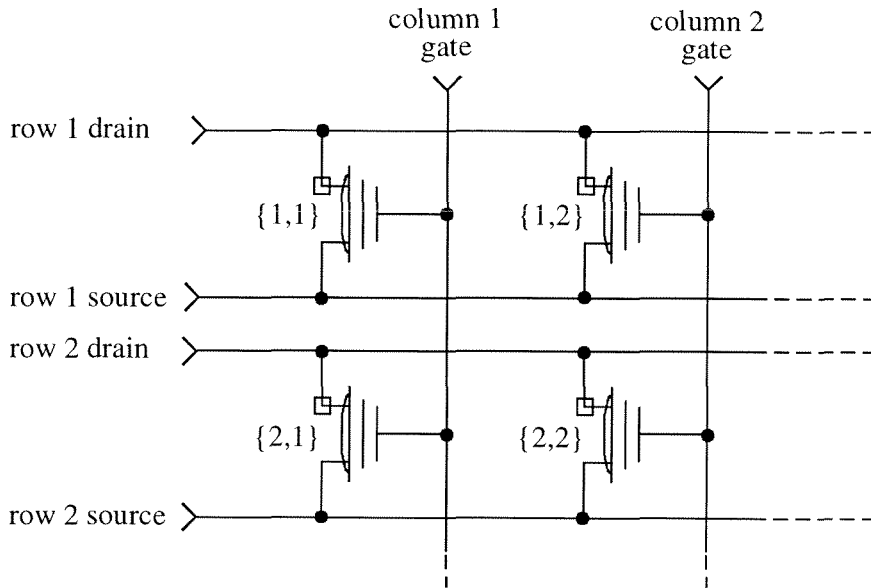 column 1
gate
column 2
gate
row 1 drain
{1,1}
{1,2}
row 1 source
row 2 drain
{2,1}
{2,2}
row 2 source